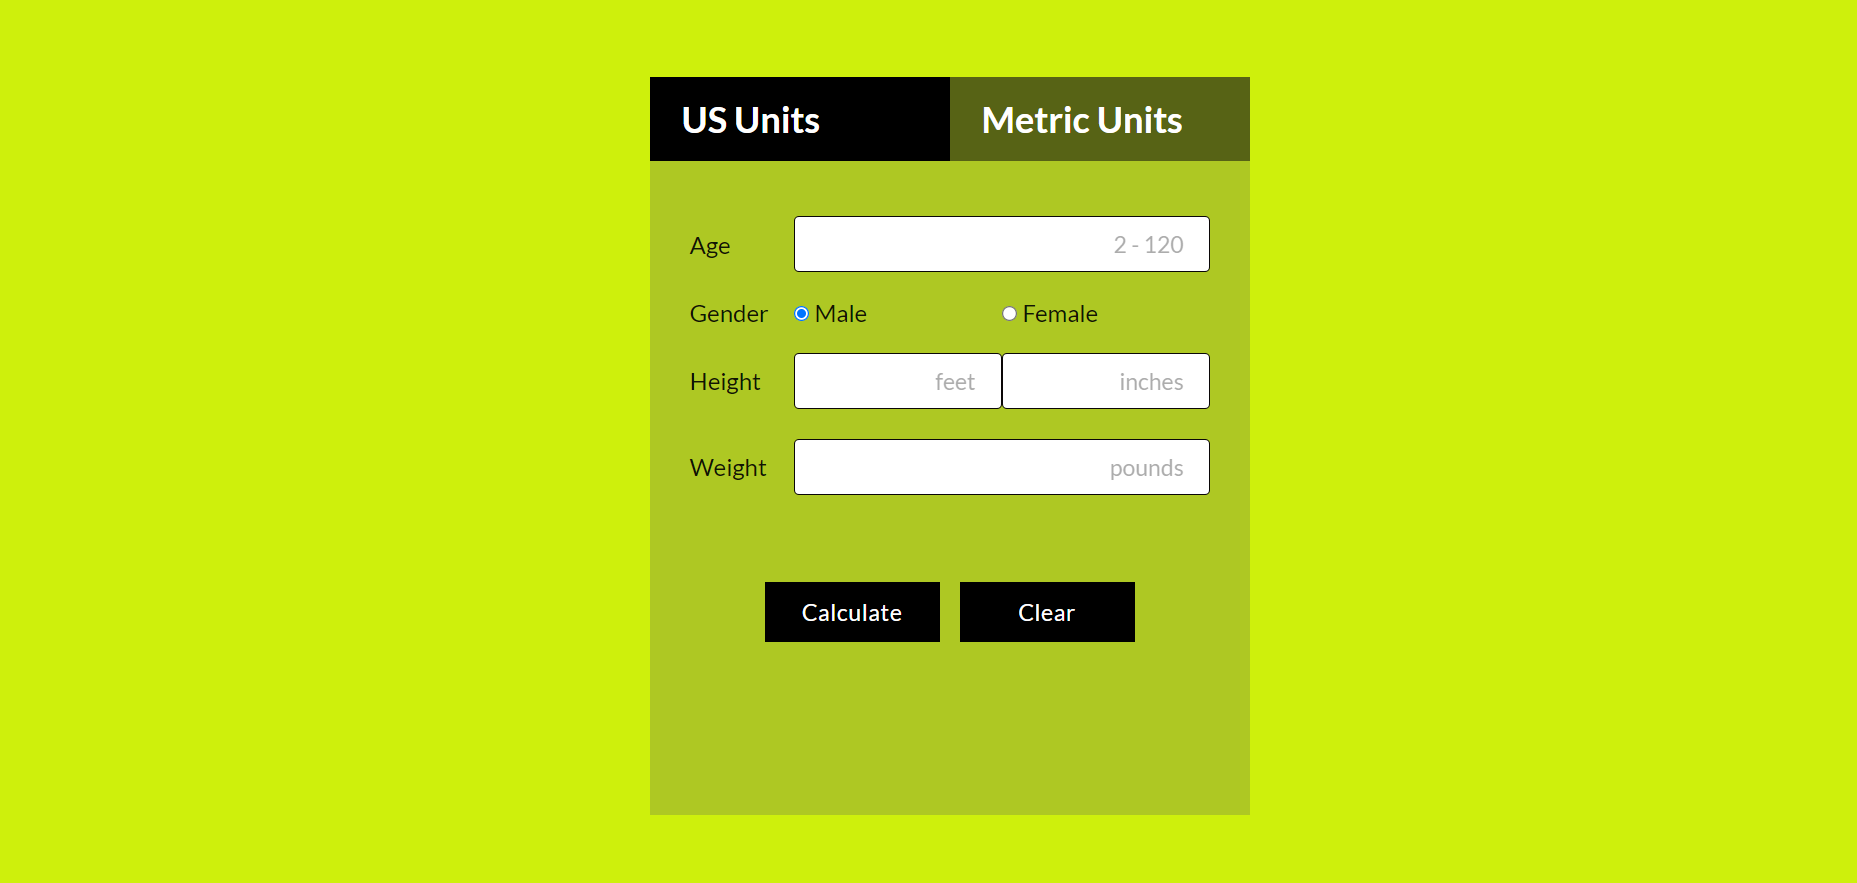 US Units Metric Units
Age 2 - 120
Gender Male Female
Height feet inches
Weight pounds
Calculate Clear